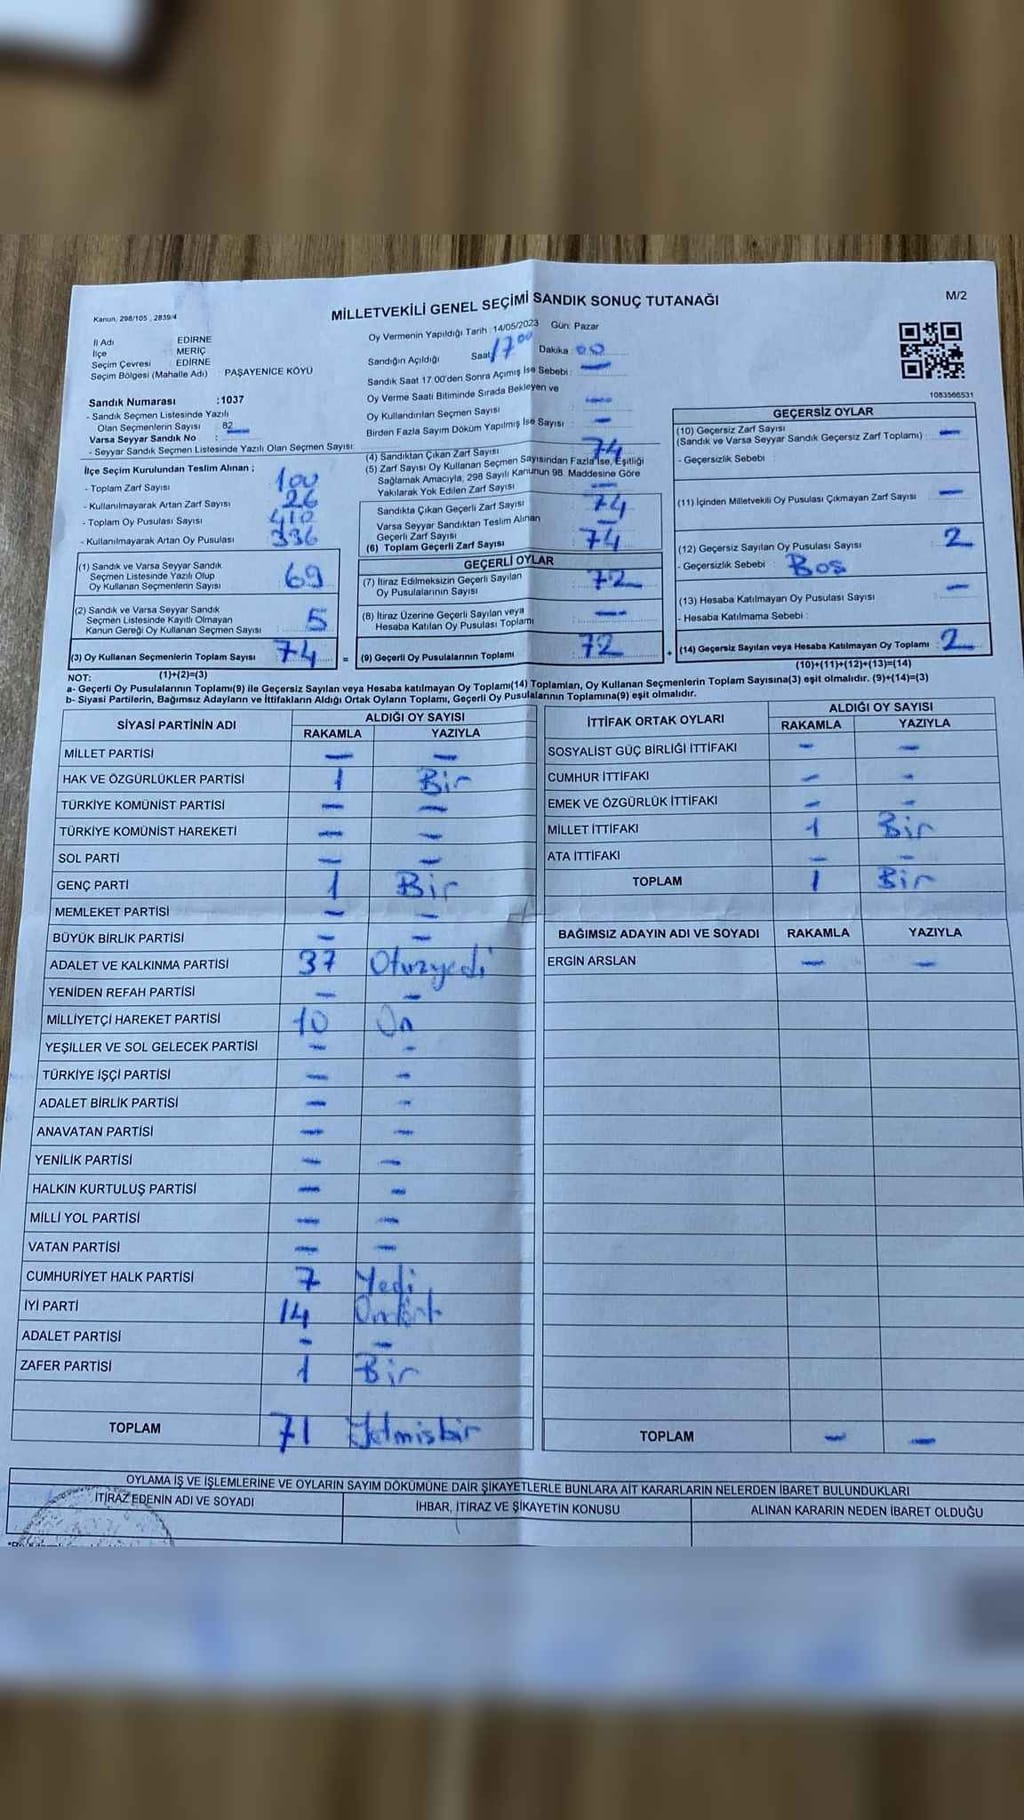 Kanun, 298/105 , 2839/4
MİLLETVEKİLİ GENEL SEÇİMİ SANDIK SONUÇ TUTANAĞI
M/2
İl Adı : EDİRNE
İlçe : MERİÇ
Seçim Çevresi : EDİRNE
Seçim Bölgesi (Mahalle Adı) : PAŞAYENİCE KÖYÜ
Oy Vermenin Yapıldığı Tarih : 14/05/2023 Gün: Pazar
Sandığın Açıldığı Saat 17 00 Dakika : 00
Sandık Saat 17 00'den Sonra Açımış İse Sebebi : —
Oy Verme Saati Bitiminde Sırada Bekleyen ve
Oy Kullandırılan Seçmen Sayısı : —
Birden Fazla Sayım Döküm Yapılmış İse Sayısı : —
1083566531
Sandık Numarası : 1037
- Sandık Seçmen Listesinde Yazılı
Olan Seçmenlerin Sayısı : 82
Varsa Seyyar Sandık No : —
- Seyyar Sandık Seçmen Listesinde Yazılı Olan Seçmen Sayısı:
İlçe Seçim Kurulundan Teslim Alınan ;
- Toplam Zarf Sayısı 100
- Kullanılmayarak Artan Zarf Sayısı 26
- Toplam Oy Pusulası Sayısı 410
- Kullanılmayarak Artan Oy Pusulası 336
(1) Sandık ve Varsa Seyyar Sandık
Seçmen Listesinde Yazılı Olup
Oy Kullanan Seçmenlerin Sayısı 69
(2) Sandık ve Varsa Seyyar Sandık
Seçmen Listesinde Kayıtlı Olmayan
Kanun Gereği Oy Kullanan Seçmen Sayısı 5
(3) Oy Kullanan Seçmenlerin Toplam Sayısı 74
(1)+(2)=(3)
(4) Sandıktan Çıkan Zarf Sayısı 74
(5) Zarf Sayısı Oy Kullanan Seçmen Sayısından Fazla İse, Eşitliği
Sağlamak Amacıyla, 298 Sayılı Kanunun 98. Maddesine Göre
Yakılarak Yok Edilen Zarf Sayısı —
Sandıkta Çıkan Geçerli Zarf Sayısı 74
Varsa Seyyar Sandıktan Teslim Alınan
Geçerli Zarf Sayısı —
(6) Toplam Geçerli Zarf Sayısı 74
GEÇERLİ OYLAR
(7) İtiraz Edilmeksizin Geçerli Sayılan
Oy Pusulalarının Sayısı 72
(8) İtiraz Üzerine Geçerli Sayılan veya
Hesaba Katılan Oy Pusulası Toplamı —
= (9) Geçerli Oy Pusulalarının Toplamı 72
GEÇERSİZ OYLAR
(10) Geçersiz Zarf Sayısı
(Sandık ve Varsa Seyyar Sandık Geçersiz Zarf Toplamı) —
- Geçersizlik Sebebi :
(11) İçinden Milletvekili Oy Pusulası Çıkmayan Zarf Sayısı —
(12) Geçersiz Sayılan Oy Pusulası Sayısı 2
- Geçersizlik Sebebi : Boş
(13) Hesaba Katılmayan Oy Pusulası Sayısı —
- Hesaba Katılmama Sebebi :
+ (14) Geçersiz Sayılan veya Hesaba Katılmayan Oy Toplamı 2
(10)+(11)+(12)+(13)=(14)
NOT:
a- Geçerli Oy Pusulalarının Toplamı(9) ile Geçersiz Sayılan veya Hesaba katılmayan Oy Toplamı(14) Toplamları, Oy Kullanan Seçmenlerin Toplam Sayısına(3) eşit olmalıdır. (9)+(14)=(3)
b- Siyasi Partilerin, Bağımsız Adayların ve İttifakların Aldığı Ortak Oyların Toplamı, Geçerli Oy Pusulalarının Toplamına(9) eşit olmalıdır.
SİYASİ PARTİNİN ADI ALDIĞI OY SAYISI
RAKAMLA YAZIYLA
MİLLET PARTİSİ — —
HAK VE ÖZGÜRLÜKLER PARTİSİ 1 Bir
TÜRKİYE KOMÜNİST PARTİSİ — —
TÜRKİYE KOMÜNİST HAREKETİ — —
SOL PARTİ — —
GENÇ PARTİ 1 Bir
MEMLEKET PARTİSİ — —
BÜYÜK BİRLİK PARTİSİ — —
ADALET VE KALKINMA PARTİSİ 37 Otuzyedi
YENİDEN REFAH PARTİSİ — —
MİLLİYETÇİ HAREKET PARTİSİ 10 On
YEŞİLLER VE SOL GELECEK PARTİSİ — —
TÜRKİYE İŞÇİ PARTİSİ — —
ADALET BİRLİK PARTİSİ — —
ANAVATAN PARTİSİ — —
YENİLİK PARTİSİ — —
HALKIN KURTULUŞ PARTİSİ — —
MİLLİ YOL PARTİSİ — —
VATAN PARTİSİ — —
CUMHURİYET HALK PARTİSİ 7 Yedi
İYİ PARTİ 14 Ondört
ADALET PARTİSİ — —
ZAFER PARTİSİ 1 Bir
TOPLAM 71
İTTİFAK ORTAK OYLARI ALDIĞI OY SAYISI
RAKAMLA YAZIYLA
SOSYALİST GÜÇ BİRLİĞİ İTTİFAKI — —
CUMHUR İTTİFAKI — —
EMEK VE ÖZGÜRLÜK İTTİFAKI — —
MİLLET İTTİFAKI 1 Bir
ATA İTTİFAKI — —
TOPLAM 1 Bir
BAĞIMSIZ ADAYIN ADI VE SOYADI RAKAMLA YAZIYLA
ERGİN ARSLAN — —
TOPLAM — —
OYLAMA İŞ VE İŞLEMLERİNE VE OYLARIN SAYIM DÖKÜMÜNE DAİR ŞİKAYETLERLE BUNLARA AİT KARARLARIN NELERDEN İBARET BULUNDUKLARI
İTİRAZ EDENİN ADI VE SOYADI İHBAR, İTİRAZ VE ŞİKAYETİN KONUSU ALINAN KARARIN NEDEN İBARET OLDUĞU